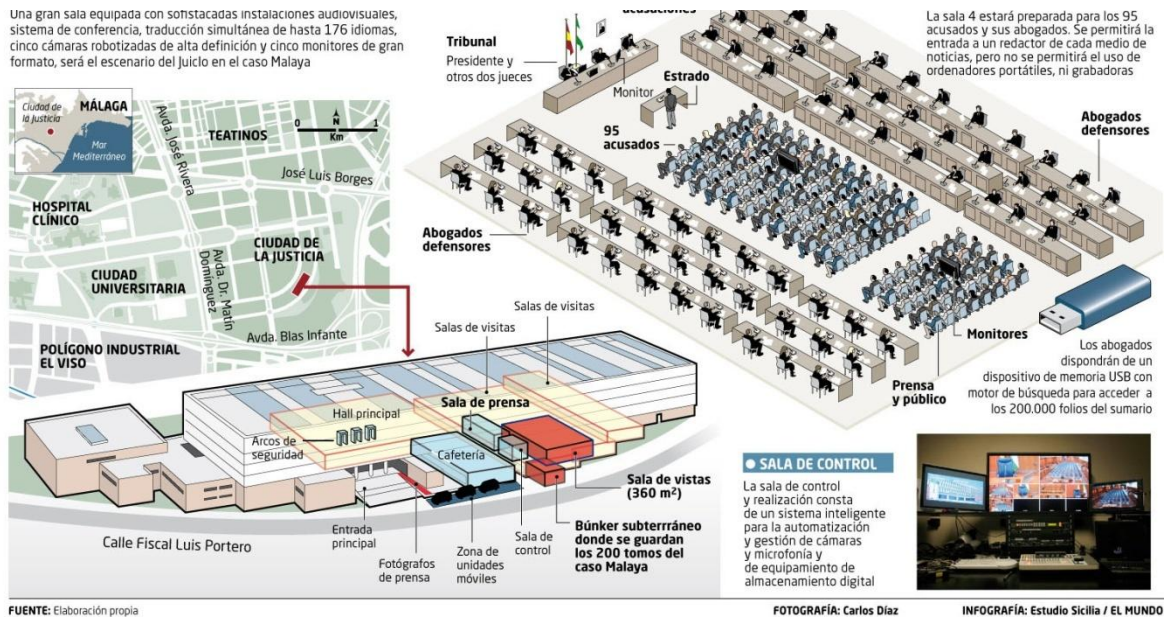 Una gran sala equipada con sofistacadas instalaciones audiovisuales,
sistema de conferencia, traducción simultánea de hasta 176 idiomas,
cinco cámaras robotizadas de alta definición y cinco monitores de gran
formato, será el escenario del Juiclo en el caso Malaya
acusaciones
Tribunal
Presidente y
otros dos jueces
Monitor
Estrado
95
acusados
La sala 4 estará preparada para los 95
acusados y sus abogados. Se permitirá la
entrada a un redactor de cada medio de
noticias, pero no se permitirá el uso de
ordenadores portátiles, ni grabadoras
Abogados
defensores
Abogados
defensores
Monitores
Prensa
y público
Los abogados
dispondrán de un
dispositivo de memoria USB con
motor de búsqueda para acceder a
los 200.000 folios del sumario
Ciudad de
la Justicia
MÁLAGA
Mar
Mediterráneo
Avda. José Rivera
TEATINOS
0 N 1
Km
José Luis Borges
HOSPITAL
CLÍNICO
CIUDAD DE
LA JUSTICIA
CIUDAD
UNIVERSITARIA
Avda. Dr. Matín
Domínguez
Avda. Blas Infante
POLÍGONO INDUSTRIAL
EL VISO
Salas de visitas
Salas de visitas
Sala de prensa
Hall principal
Arcos de
seguridad
Cafetería
Sala de vistas
(360 m²)
Búnker subterrráneo
donde se guardan
los 200 tomos del
caso Malaya
Entrada
principal
Fotógrafos
de prensa
Zona de
unidades
móviles
Sala de
control
Calle Fiscal Luis Portero
SALA DE CONTROL
La sala de control
y realización consta
de un sistema inteligente
para la automatización
y gestión de cámaras
y microfonía y
de equipamiento de
almacenamiento digital
FUENTE: Elaboración propia
FOTOGRAFÍA: Carlos Díaz
INFOGRAFÍA: Estudio Sicilia / EL MUNDO